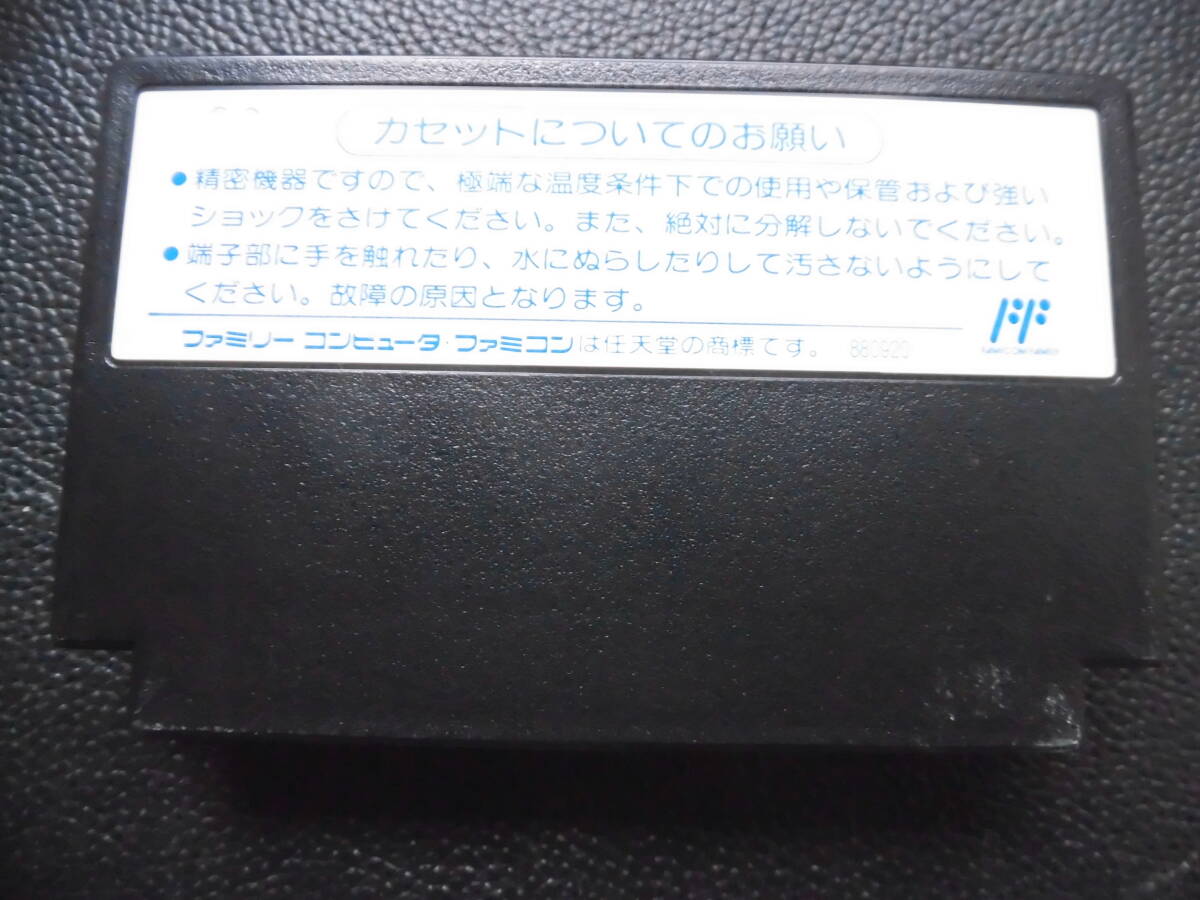 カセットについてのお願い
●精密機器ですので、極端な温度条件下での使用や保管および強い
ショックをさけてください。また、絶対に分解しないでください。
●端子部に手を触れたり、水にぬらしたりして汚さないようにして
ください。故障の原因となります。
ファミリーコンピュータ・ファミコンは任天堂の商標です。 880920